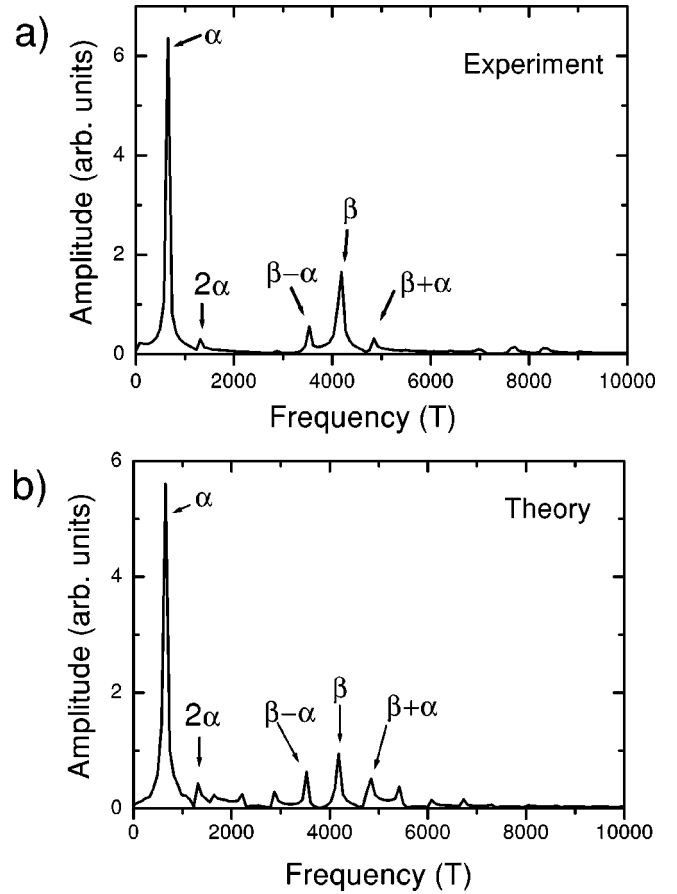 a)
Amplitude (arb. units)
6
4
2
0
α
Experiment
2α
β−α
β
β+α
0 2000 4000 6000 8000 10000
Frequency (T)
b)
Amplitude (arb. units)
6
4
2
0
α
Theory
2α
β−α
β
β+α
0 2000 4000 6000 8000 10000
Frequency (T)